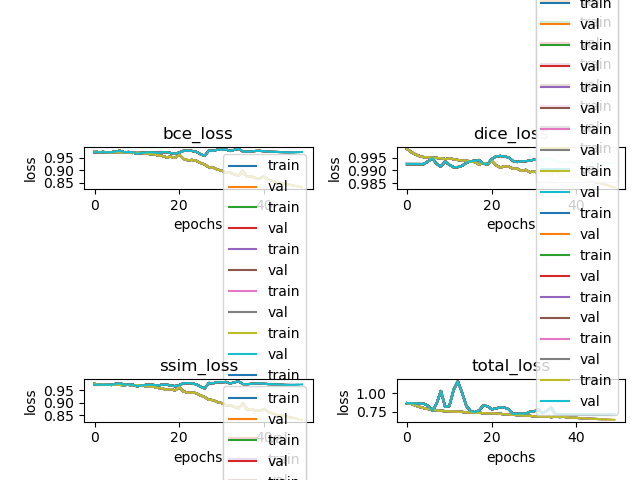 train
val
train
val
train
val
train
val
train
val
train
val
train
val
train
val
train
val
train
val
bce_loss
loss
0.95
0.90
0.85
0 20 40
epochs
train
val
train
val
train
val
train
val
train
val
train
dice_loss
loss
0.995
0.990
0.985
0 20 40
epochs
ssim_loss
loss
0.95
0.90
0.85
0 20 40
epochs
train
val
train
val
total_loss
loss
1.00
0.75
0 20 40
epochs